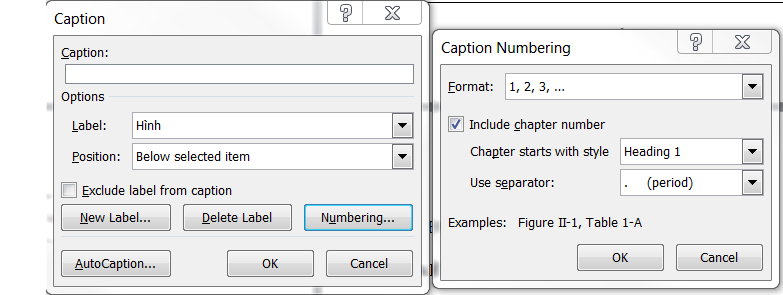 Caption
Caption:
Options
Label: Hình
Position: Below selected item
Exclude label from caption
New Label... Delete Label Numbering...
AutoCaption... OK Cancel
Caption Numbering
Format: 1, 2, 3, ...
Include chapter number
Chapter starts with style Heading 1
Use separator: . (period)
Examples: Figure II-1, Table 1-A
OK Cancel